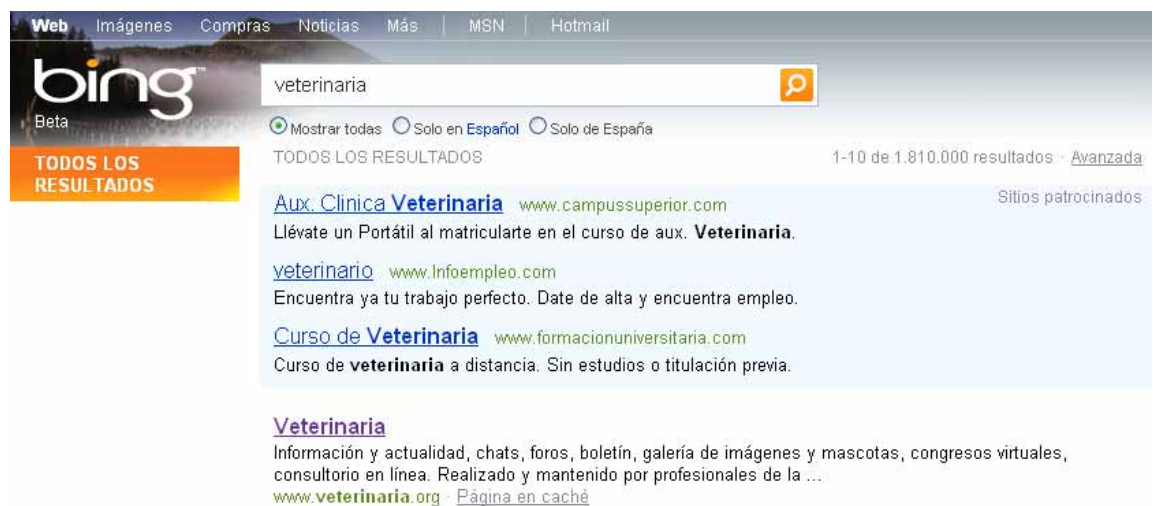 Web Imágenes Compras Noticias Más | MSN | Hotmail
bing™
Beta
veterinaria
Mostrar todas Solo en Español Solo de España
TODOS LOS RESULTADOS
TODOS LOS RESULTADOS 1-10 de 1.810.000 resultados · Avanzada
Sitios patrocinados
Aux. Clinica Veterinaria www.campussuperior.com
Llévate un Portátil al matricularte en el curso de aux. Veterinaria.
veterinario www.Infoempleo.com
Encuentra ya tu trabajo perfecto. Date de alta y encuentra empleo.
Curso de Veterinaria www.formacionuniversitaria.com
Curso de veterinaria a distancia. Sin estudios o titulación previa.
Veterinaria
Información y actualidad, chats, foros, boletín, galería de imágenes y mascotas, congresos virtuales,
consultorio en línea. Realizado y mantenido por profesionales de la ...
www.veterinaria.org · Página en caché